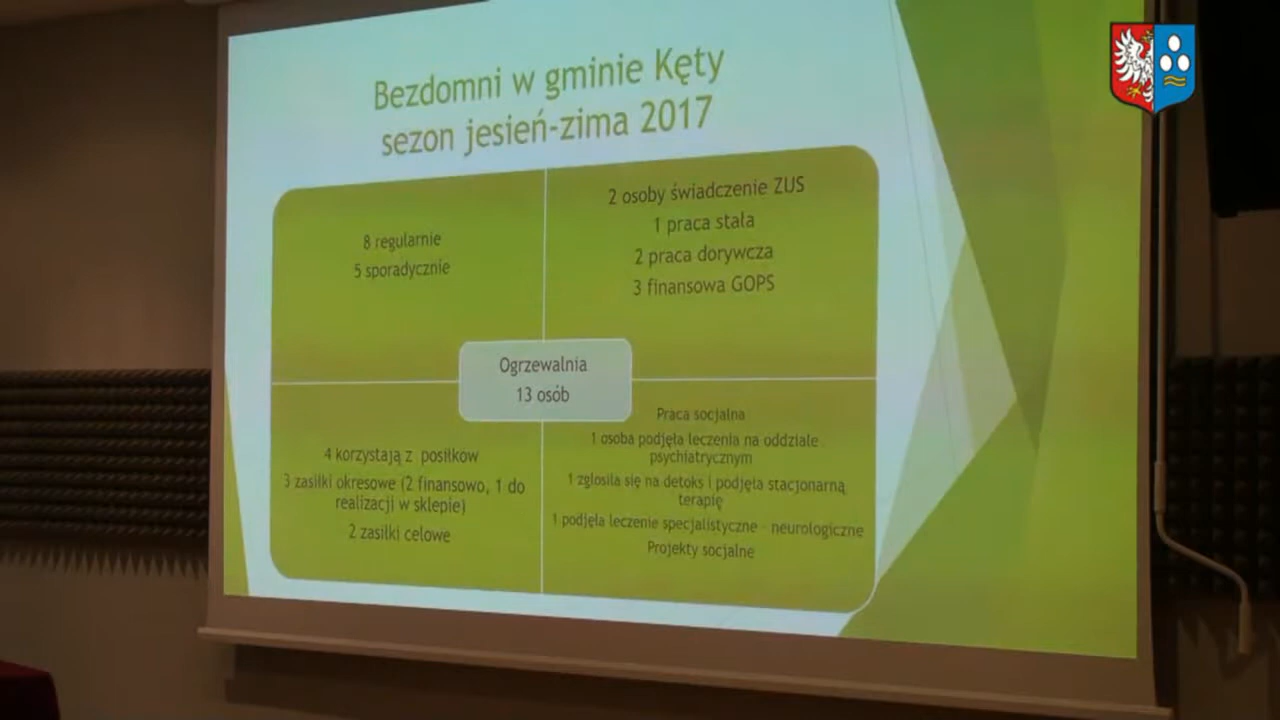 Bezdomni w gminie Kęty
sezon jesień-zima 2017
8 regularnie
5 sporadycznie
2 osoby świadczenie ZUS
1 praca stała
2 praca dorywcza
3 finansowa GOPS
Ogrzewalnia
13 osób
4 korzystają z posiłkow
3 zasiłki okresowe (2 finansowo, 1 do
realizacji w sklepie)
2 zasiłki celowe
Praca socjalna
1 osoba podjęła leczenia na oddziale
psychiatrycznym
1 zgłosiła się na detoks i podjęła stacjonarną
terapię
1 podjęła leczenie specjalistyczne - neurologiczne
Projekty socjalne